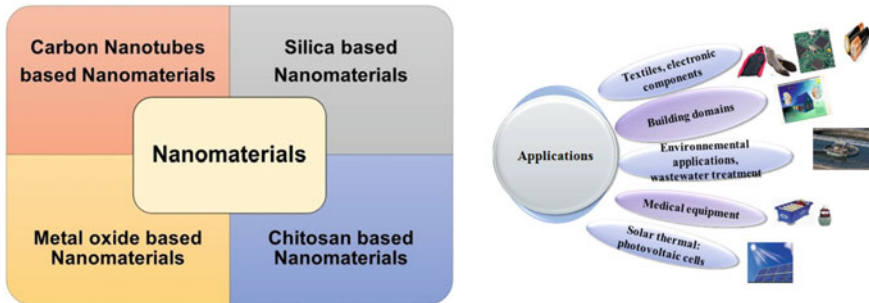 Carbon Nanotubes
based Nanomaterials
Silica based
Nanomaterials
Nanomaterials
Metal oxide based
Nanomaterials
Chitosan based
Nanomaterials
Applications
Textiles, electronic
components
Building domains
Environnemental
applications,
wastewater treatment
Medical equipment
Solar thermal:
photovoltaic cells